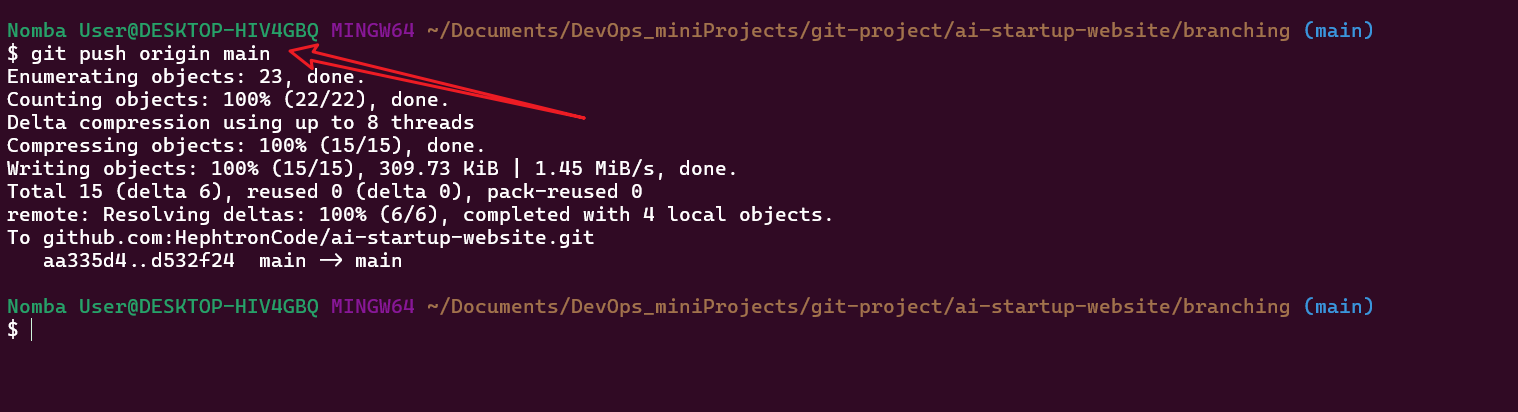 Nomba User@DESKTOP-HIV4GBQ MINGW64 ~/Documents/DevOps_miniProjects/git-project/ai-startup-website/branching (main)
$ git push origin main
Enumerating objects: 23, done.
Counting objects: 100% (22/22), done.
Delta compression using up to 8 threads
Compressing objects: 100% (15/15), done.
Writing objects: 100% (15/15), 309.73 KiB | 1.45 MiB/s, done.
Total 15 (delta 6), reused 0 (delta 0), pack-reused 0
remote: Resolving deltas: 100% (6/6), completed with 4 local objects.
To github.com:HephtronCode/ai-startup-website.git
   aa335d4..d532f24  main -> main
Nomba User@DESKTOP-HIV4GBQ MINGW64 ~/Documents/DevOps_miniProjects/git-project/ai-startup-website/branching (main)
$